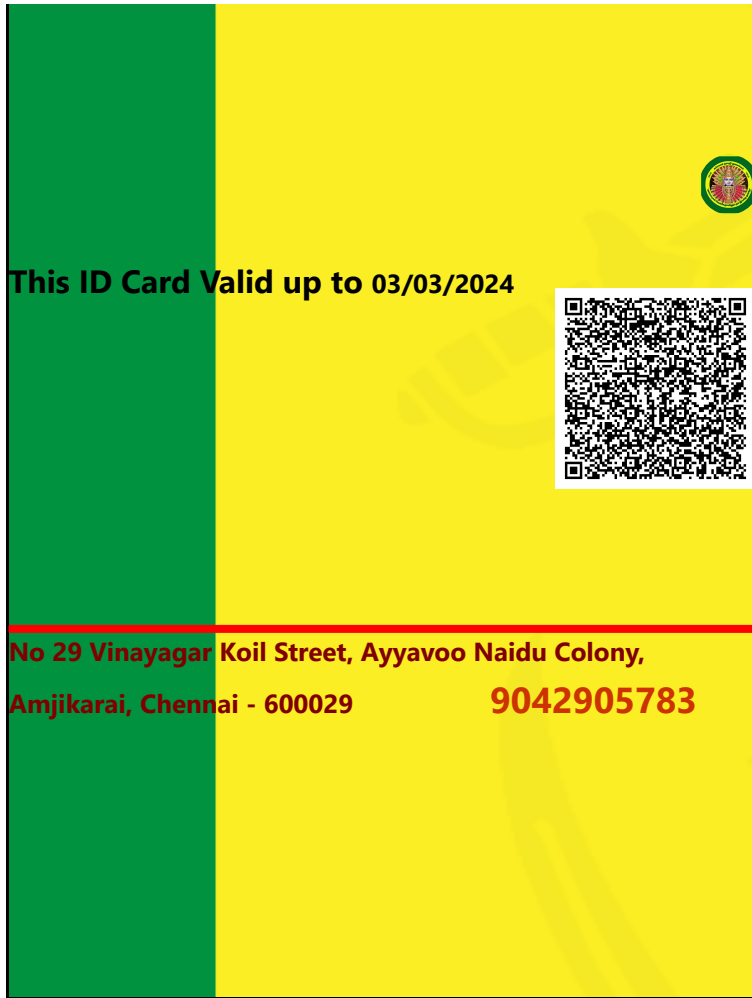 This ID Card Valid up to 03/03/2024
No 29 Vinayagar Koil Street, Ayyavoo Naidu Colony,
Amjikarai, Chennai - 600029 9042905783